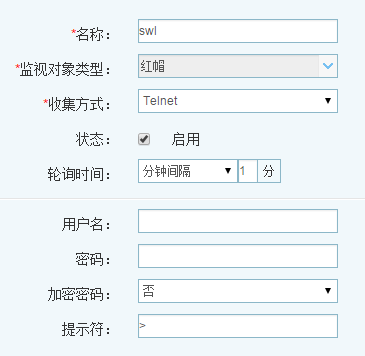 *名称： swl
*监视对象类型： 红帽
*收集方式： Telnet
状态： 启用
轮询时间： 分钟间隔 1 分
用户名：
密码：
加密密码： 否
提示符： >